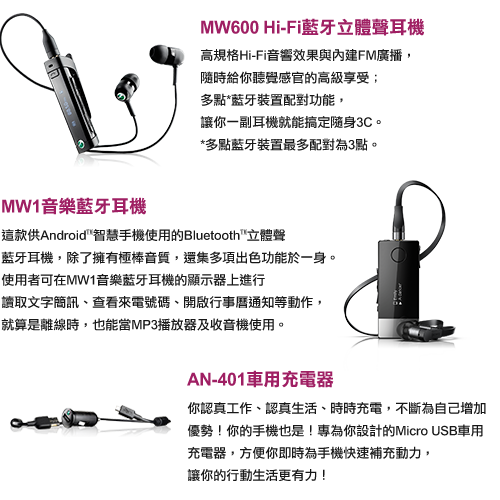 MW600 Hi-Fi藍牙立體聲耳機
高規格Hi-Fi音響效果與內建FM廣播，
隨時給你聽覺感官的高級享受；
多點*藍牙裝置配對功能，
讓你一副耳機就能搞定隨身3C。
*多點藍牙裝置最多配對為3點。
MW1音樂藍牙耳機
這款供Android™智慧手機使用的Bluetooth™立體聲
藍牙耳機，除了擁有極棒音質，還集多項出色功能於一身。
使用者可在MW1音樂藍牙耳機的顯示器上進行
讀取文字簡訊、查看來電號碼、開啟行事曆通知等動作，
就算是離線時，也能當MP3播放器及收音機使用。
AN-401車用充電器
你認真工作、認真生活、時時充電，不斷為自己增加
優勢！你的手機也是！專為你設計的Micro USB車用
充電器，方便你即時為手機快速補充動力，
讓你的行動生活更有力！